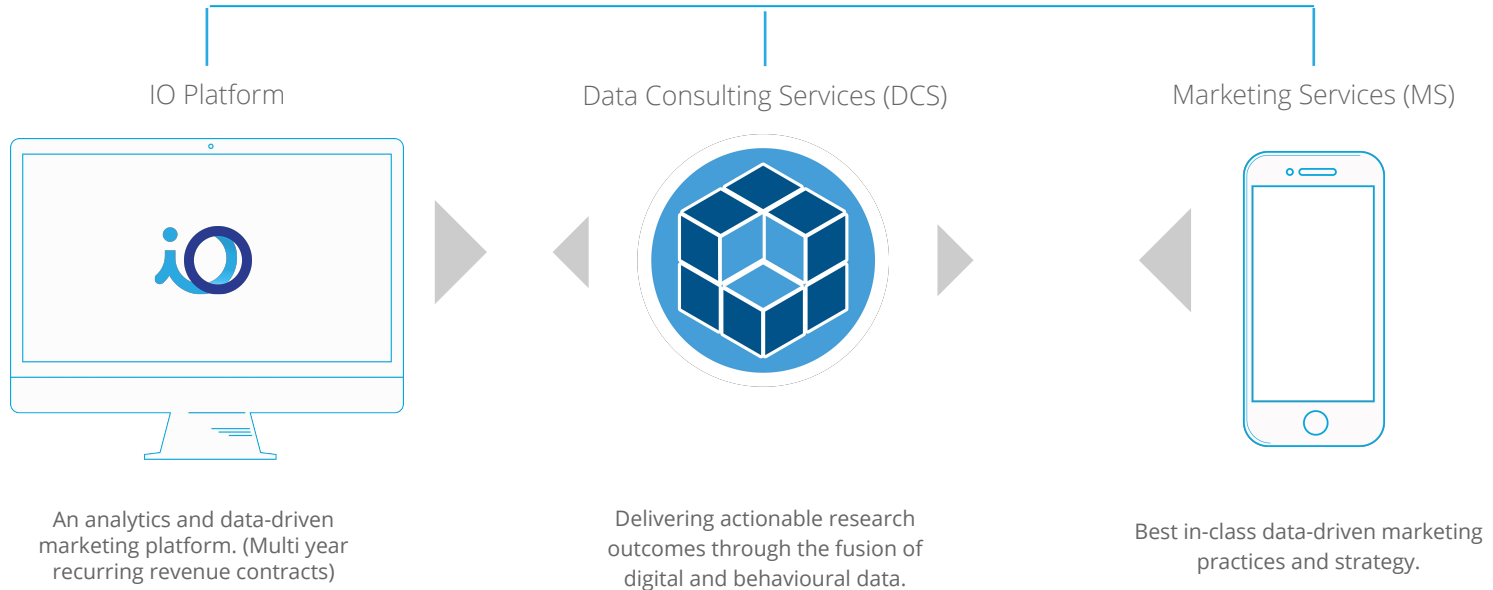 IO Platform
Data Consulting Services (DCS)
Marketing Services (MS)
iO
An analytics and data-driven
marketing platform. (Multi year
recurring revenue contracts)
Delivering actionable research
outcomes through the fusion of
digital and behavioural data.
Best in-class data-driven marketing
practices and strategy.